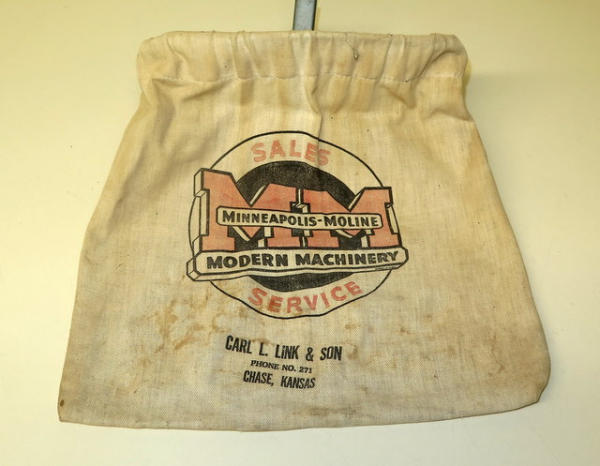 SALES
MM
MINNEAPOLIS-MOLINE
MODERN MACHINERY
SERVICE
CARL L. LINK & SON
PHONE NO. 271
CHASE, KANSAS